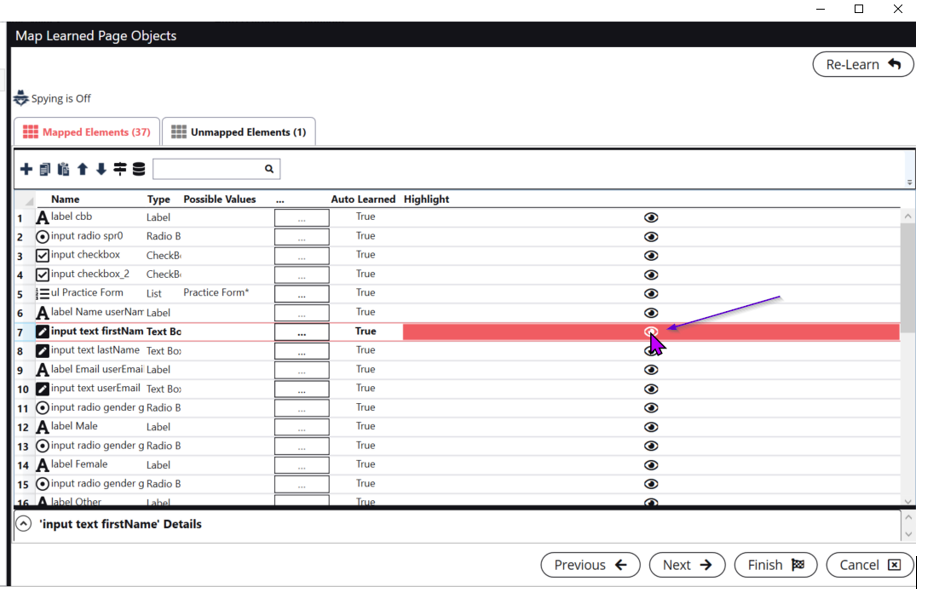 Map Learned Page Objects
Re-Learn
Spying is Off
Mapped Elements (37) Unmapped Elements (1)
Name Type Possible Values ... Auto Learned Highlight
1 label cbb Label ... True
2 input radio spr0 Radio B ... True
3 input checkbox CheckB ... True
4 input checkbox_2 CheckB ... True
5 ul Practice Form List Practice Form* ... True
6 label Name userNam Label ... True
7 input text firstNam Text Bo ... True
8 input text lastName Text Bo ... True
9 label Email userEmai Label ... True
10 input text userEmail Text Bo ... True
11 input radio gender g Radio B ... True
12 label Male Label ... True
13 input radio gender g Radio B ... True
14 label Female Label ... True
15 input radio gender g Radio B ... True
16 label Other Label ... True
'input text firstName' Details
Previous Next Finish Cancel